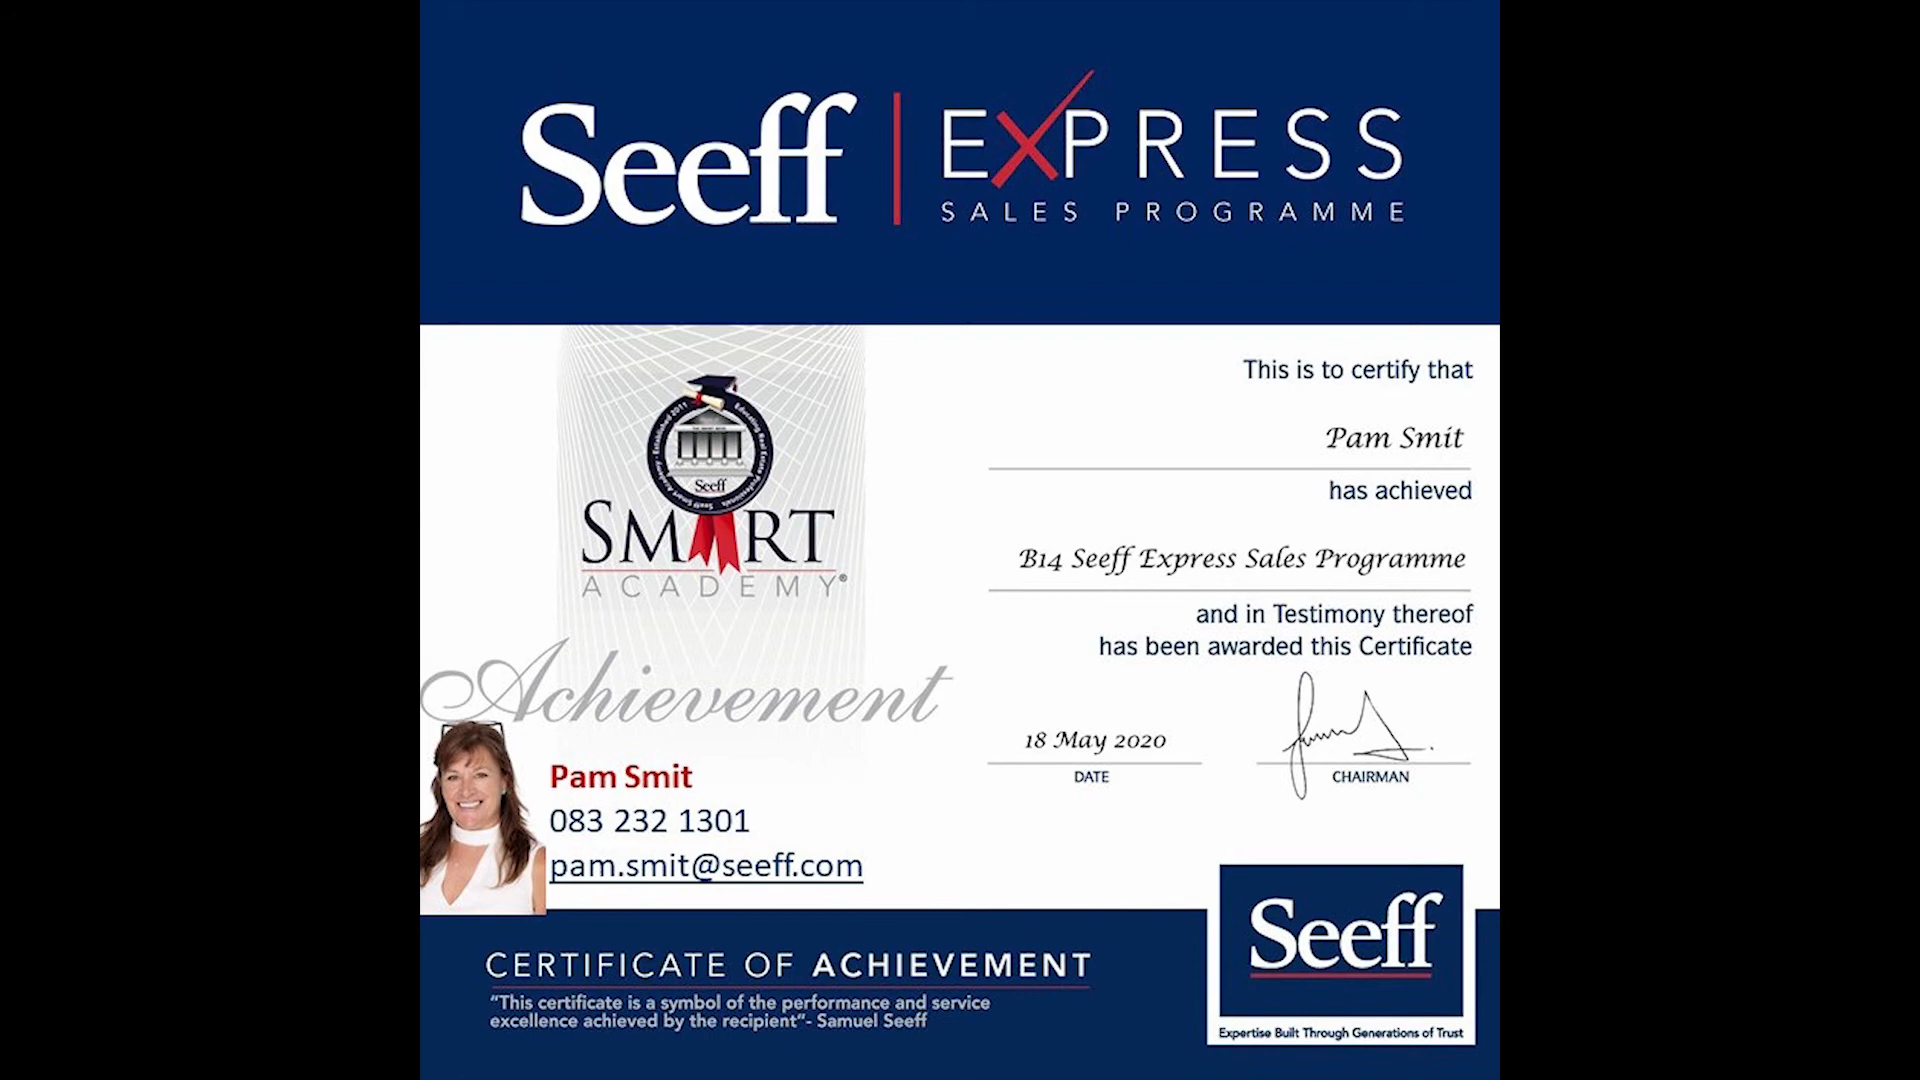 Seeff
EXPRESS
SALES PROGRAMME
This is to certify that
Pam Smit
has achieved
B14 Seeff Express Sales Programme
and in Testimony thereof
has been awarded this Certificate
18 May 2020
DATE
CHAIRMAN
Seeff
SMART
ACADEMY®
Achievement
Pam Smit
083 232 1301
pam.smit@seeff.com
CERTIFICATE OF ACHIEVEMENT
“This certificate is a symbol of the performance and service
excellence achieved by the recipient”- Samuel Seeff
Seeff
Expertise Built Through Generations of Trust